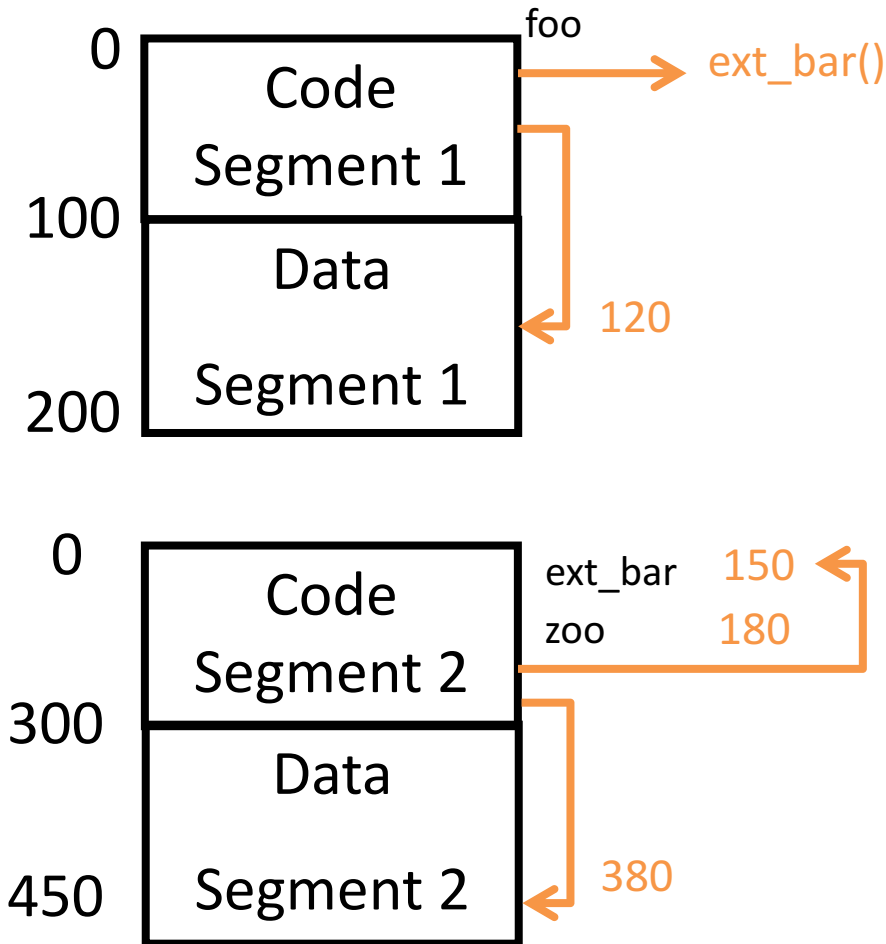 foo
0
ext_bar()
Code
Segment 1
100
Data
120
Segment 1
200
0
ext_bar 150
Code
zoo 180
Segment 2
300
Data
380
Segment 2
450